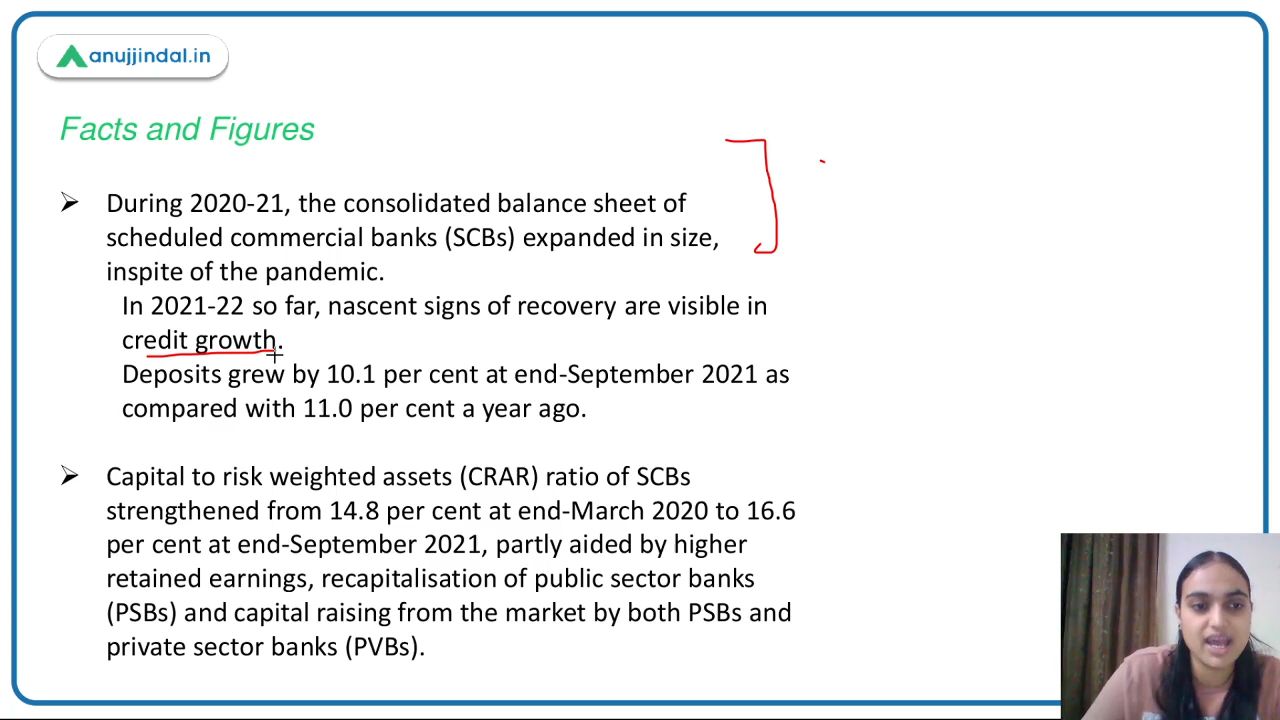 anujjindal.in
Facts and Figures
During 2020-21, the consolidated balance sheet of
scheduled commercial banks (SCBs) expanded in size,
inspite of the pandemic.
In 2021-22 so far, nascent signs of recovery are visible in
credit growth.
Deposits grew by 10.1 per cent at end-September 2021 as
compared with 11.0 per cent a year ago.
Capital to risk weighted assets (CRAR) ratio of SCBs
strengthened from 14.8 per cent at end-March 2020 to 16.6
per cent at end-September 2021, partly aided by higher
retained earnings, recapitalisation of public sector banks
(PSBs) and capital raising from the market by both PSBs and
private sector banks (PVBs).